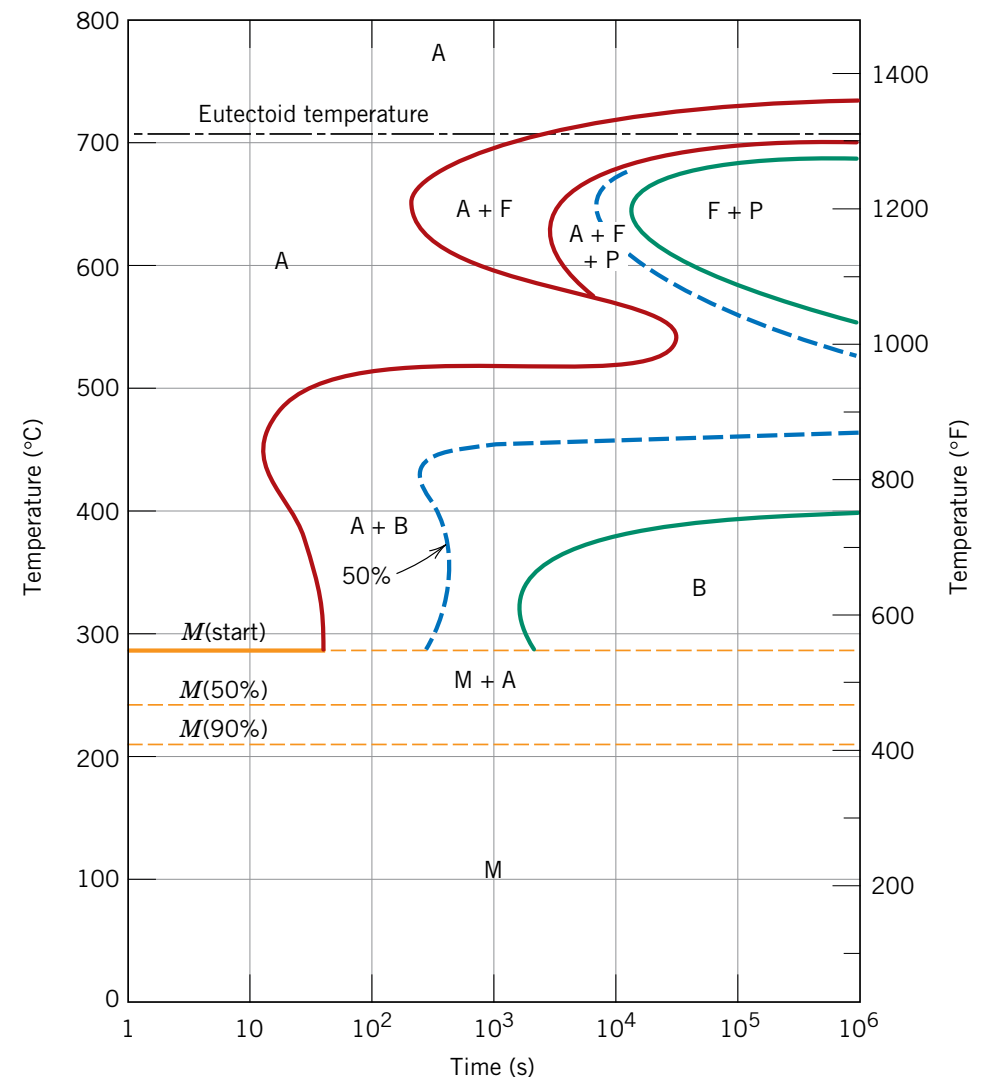 800
A
1400
Eutectoid temperature
700
A + F
F + P
1200
A + F
+ P
A
600
1000
500
Temperature (°C)
Temperature (°F)
800
400
A + B
50%
B
600
M(start)
300
M + A
M(50%)
M(90%)
400
200
M
100
200
0
1
10
10²
10³
10⁴
10⁵
10⁶
Time (s)